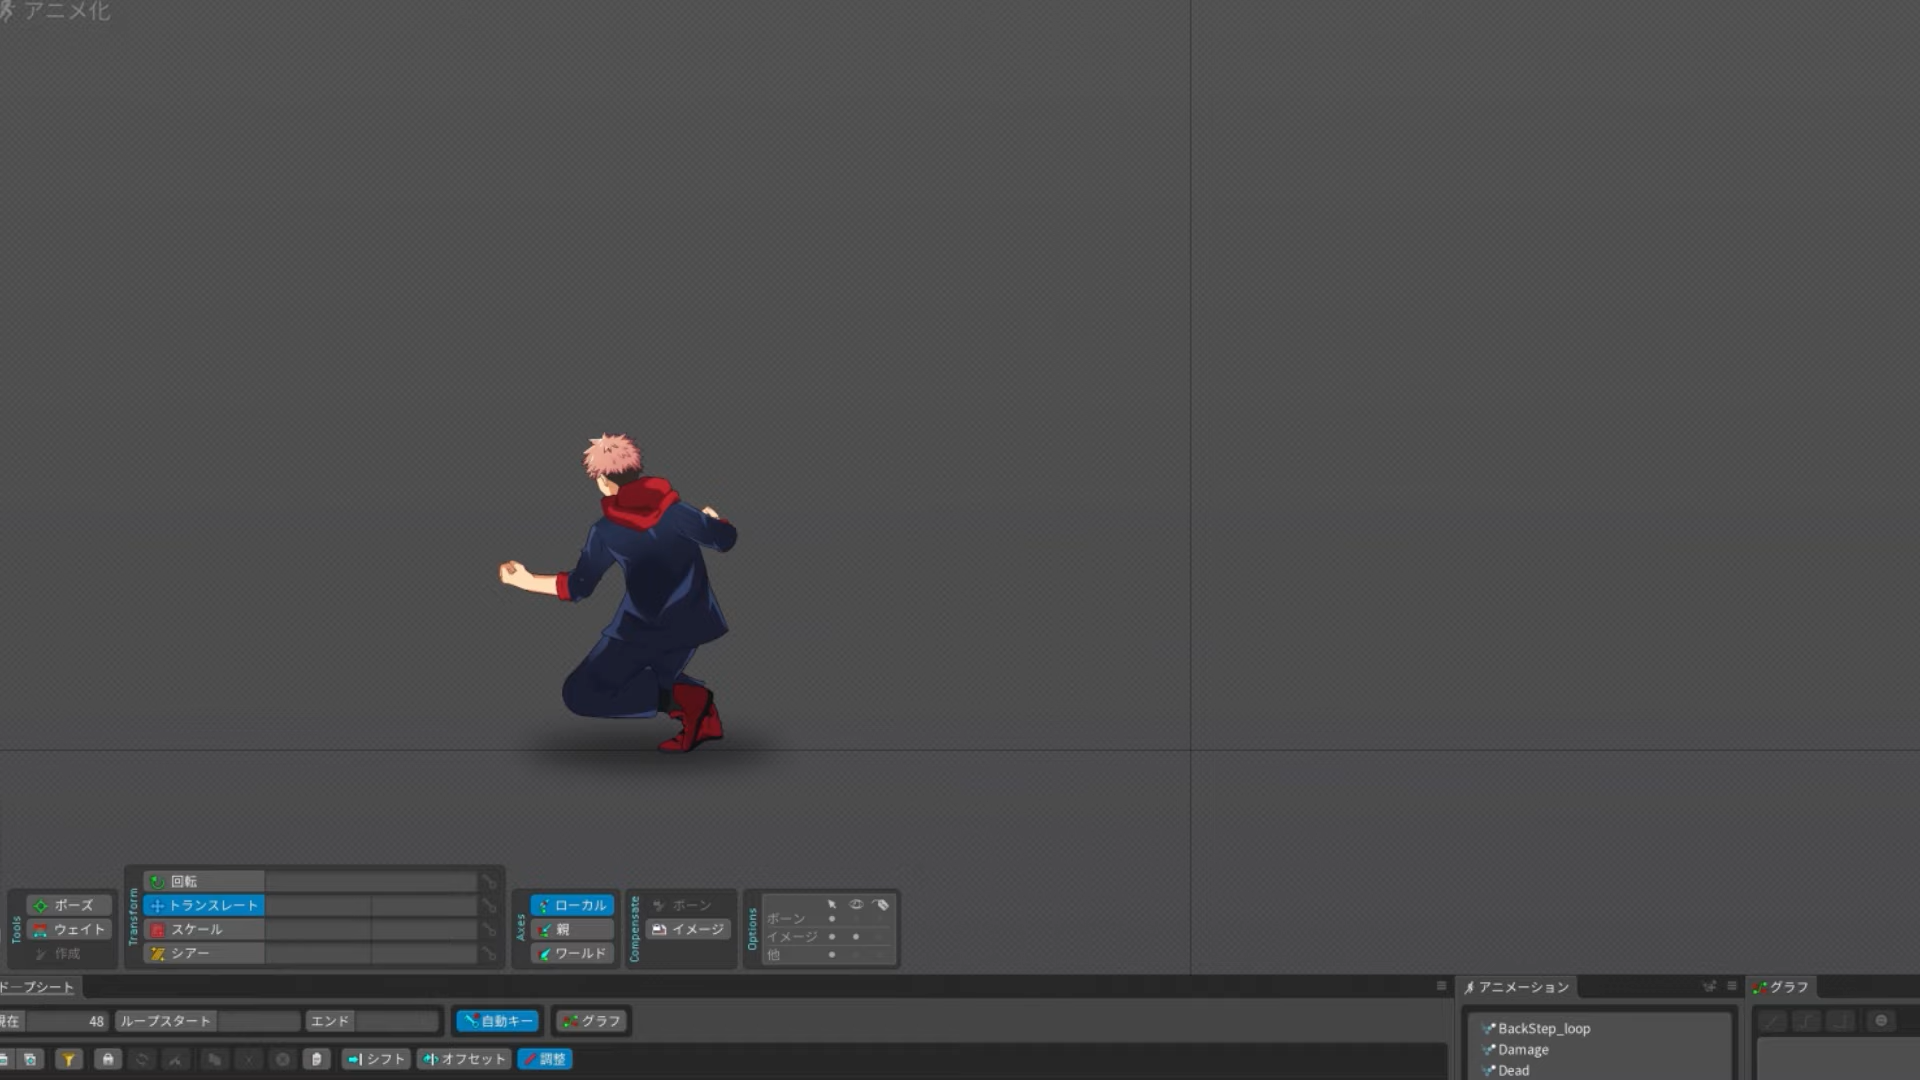 アニメ化
Tools
ポーズ
ウェイト
作成
Transform
回転
トランスレート
スケール
シアー
Axes
ローカル
親
ワールド
Compensate
ボーン
イメージ
Options
ボーン
イメージ
他
ドープシート
現在 48 ループスタート エンド 自動キー グラフ
シフト オフセット 調整
アニメーション
BackStep_loop
Damage
Dead
グラフ